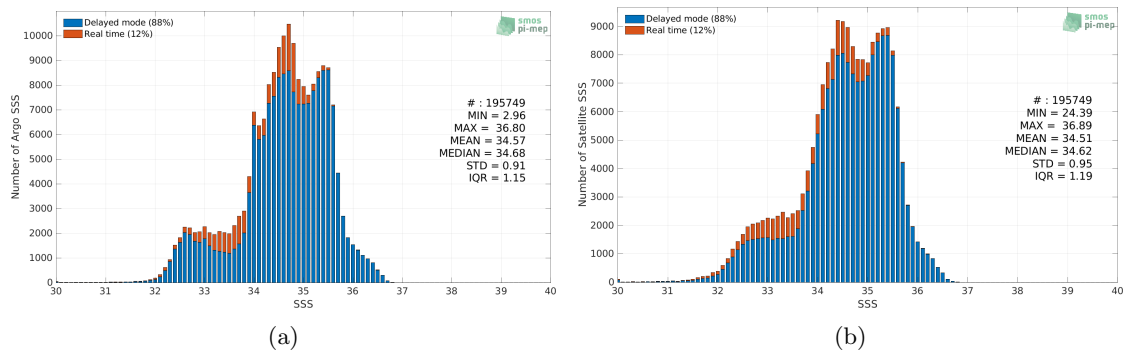 Delayed mode (88%)
Real time (12%)
smos
pi-mep
Number of Argo SSS
10000
9000
8000
7000
6000
5000
4000
3000
2000
1000
0
# : 195749
MIN = 2.96
MAX = 36.80
MEAN = 34.57
MEDIAN = 34.68
STD = 0.91
IQR = 1.15
30 31 32 33 34 35 36 37 38 39 40
SSS
(a)
Delayed mode (88%)
Real time (12%)
smos
pi-mep
Number of Satellite SSS
9000
8000
7000
6000
5000
4000
3000
2000
1000
0
# : 195749
MIN = 24.39
MAX = 36.89
MEAN = 34.51
MEDIAN = 34.62
STD = 0.95
IQR = 1.19
30 31 32 33 34 35 36 37 38 39 40
SSS
(b)